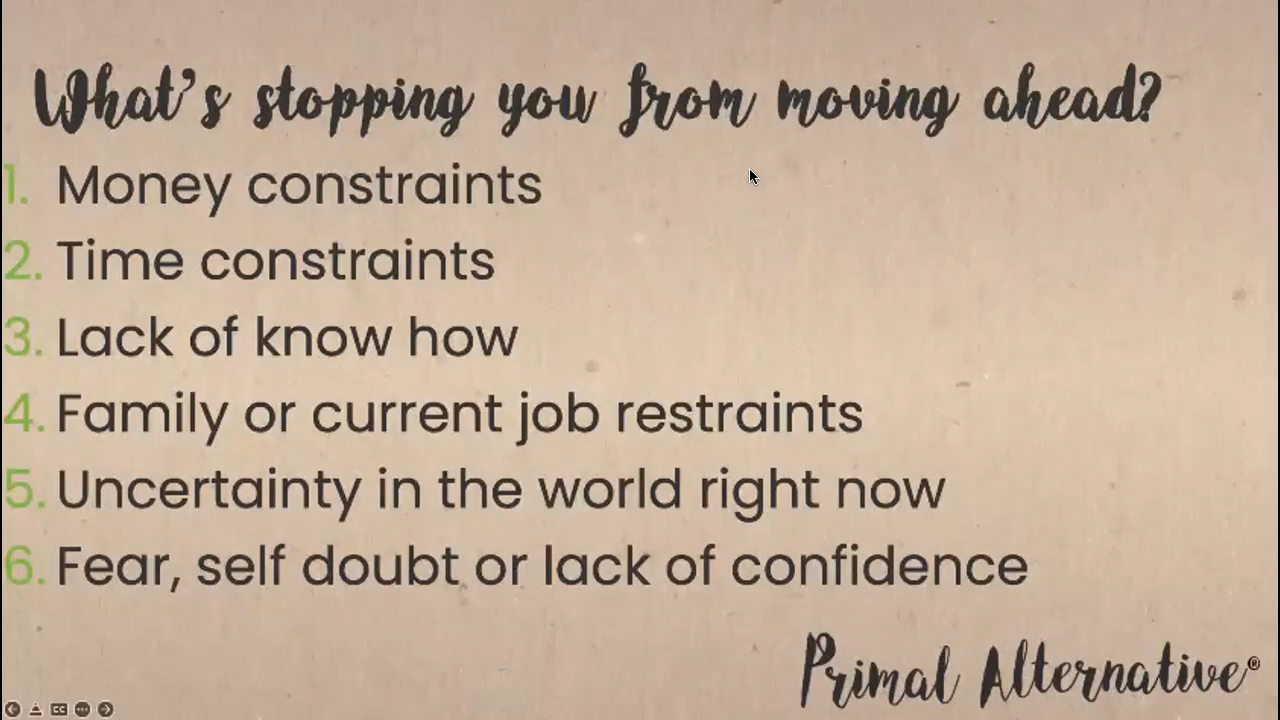 What's stopping you from moving ahead?
1. Money constraints
2. Time constraints
3. Lack of know how
4. Family or current job restraints
5. Uncertainty in the world right now
6. Fear, self doubt or lack of confidence
Primal Alternative®
CC